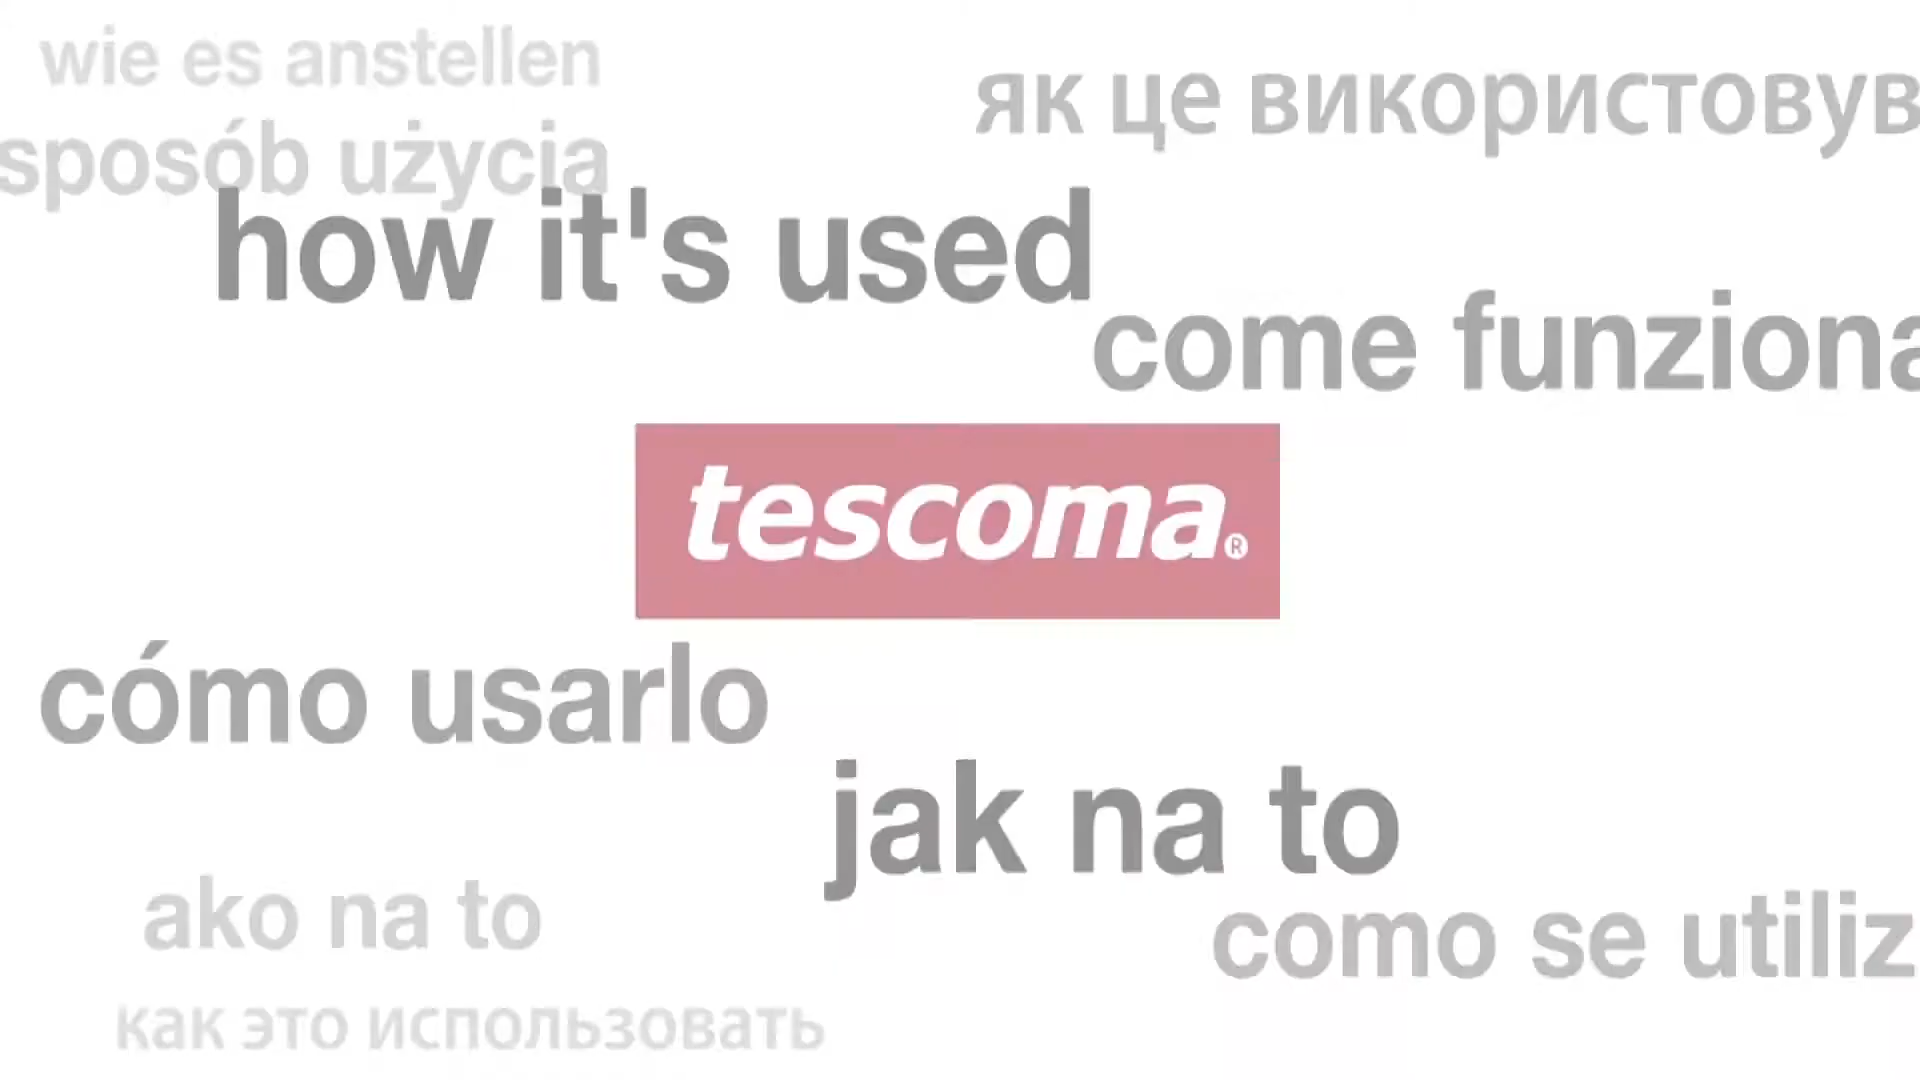 wie es anstellen
як це використовув
sposób użycia
how it's used
come funziona
tescoma®
cómo usarlo
jak na to
ako na to
como se utiliz
как это использовать